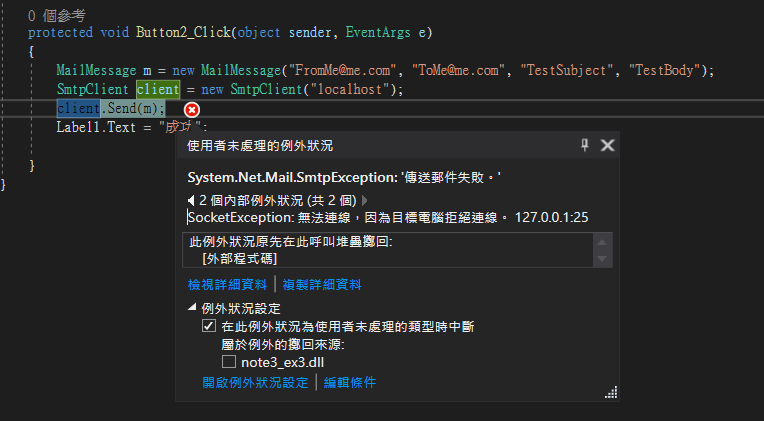 0 個參考
protected void Button2_Click(object sender, EventArgs e)
{
MailMessage m = new MailMessage("FromMe@me.com", "ToMe@me.com", "TestSubject", "TestBody");
SmtpClient client = new SmtpClient("localhost");
client.Send(m);
Label1.Text = "成功";
}
}
使用者未處理的例外狀況
System.Net.Mail.SmtpException: '傳送郵件失敗。'
2 個內部例外狀況 (共 2 個)
SocketException: 無法連線，因為目標電腦拒絕連線。 127.0.0.1:25
此例外狀況原先在此呼叫堆疊擲回:
[外部程式碼]
檢視詳細資料 | 複製詳細資料
例外狀況設定
在此例外狀況為使用者未處理的類型時中斷
屬於例外的擲回來源:
note3_ex3.dll
開啟例外狀況設定 | 編輯條件